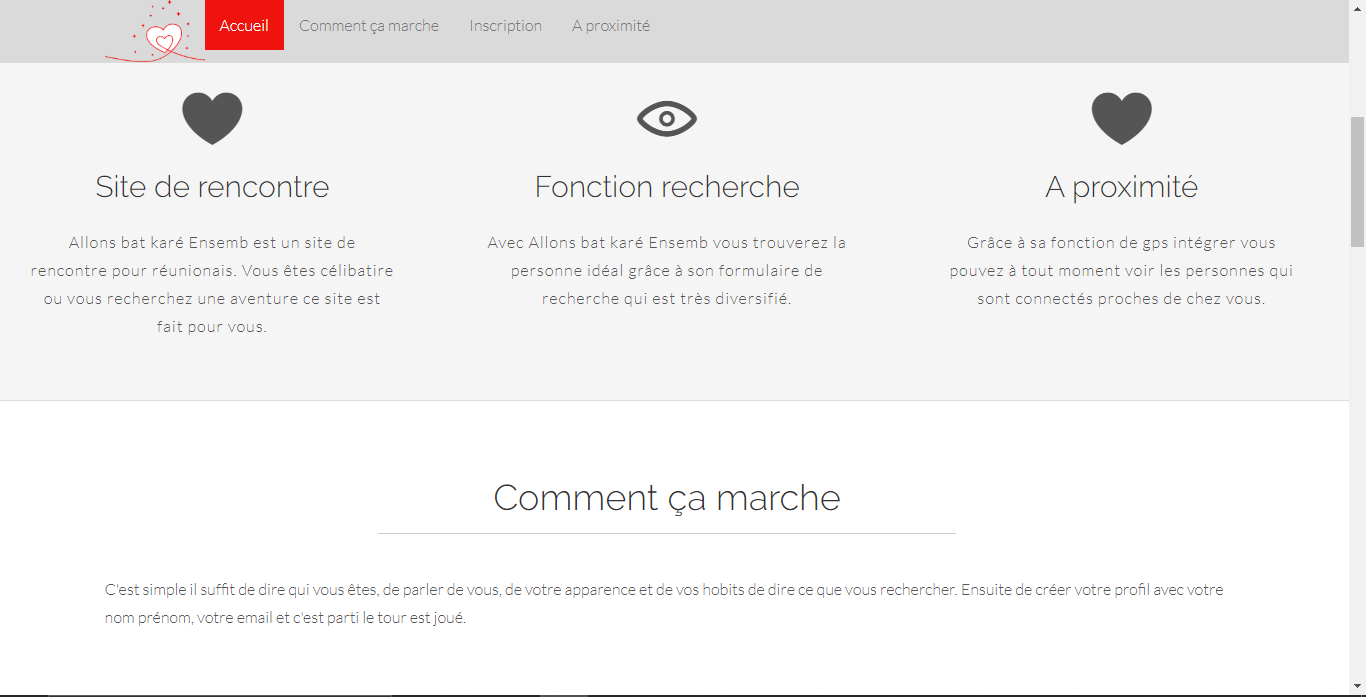 Accueil Comment ça marche Inscription A proximité
Site de rencontre
Allons bat karé Ensemb est un site de
rencontre pour réunionais. Vous êtes célibatire
ou vous recherchez une aventure ce site est
fait pour vous.
Fonction recherche
Avec Allons bat karé Ensemb vous trouverez la
personne idéal grâce à son formulaire de
recherche qui est très diversifié.
A proximité
Grâce à sa fonction de gps intégrer vous
pouvez à tout moment voir les personnes qui
sont connectés proches de chez vous.
Comment ça marche
C'est simple il suffit de dire qui vous êtes, de parler de vous, de votre apparence et de vos hobits de dire ce que vous rechercher. Ensuite de créer votre profil avec votre
nom prénom, votre email et c'est parti le tour est joué.